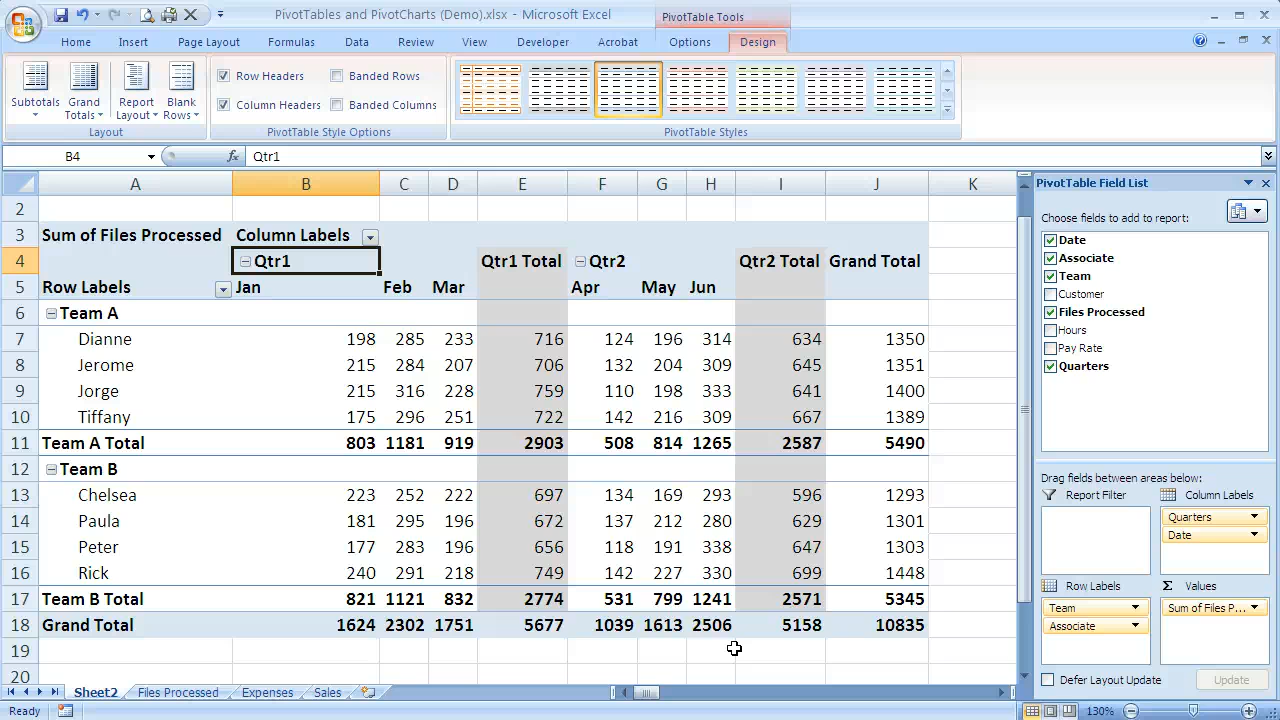 PivotTables and PivotCharts (Demo).xlsx - Microsoft Excel
PivotTable Tools
Home Insert Page Layout Formulas Data Review View Developer Acrobat Options Design
Subtotals
Grand Totals
Report Layout
Blank Rows
Layout
Row Headers
Banded Rows
Column Headers
Banded Columns
PivotTable Style Options
PivotTable Styles
B4 fx Qtr1
A B C D E F G H I J K
2
3 Sum of Files Processed Column Labels
4 Qtr1 Qtr1 Total Qtr2 Qtr2 Total Grand Total
5 Row Labels Jan Feb Mar Apr May Jun
6 Team A
7 Dianne 198 285 233 716 124 196 314 634 1350
8 Jerome 215 284 207 706 132 204 309 645 1351
9 Jorge 215 316 228 759 110 198 333 641 1400
10 Tiffany 175 296 251 722 142 216 309 667 1389
11 Team A Total 803 1181 919 2903 508 814 1265 2587 5490
12 Team B
13 Chelsea 223 252 222 697 134 169 293 596 1293
14 Paula 181 295 196 672 137 212 280 629 1301
15 Peter 177 283 196 656 118 191 338 647 1303
16 Rick 240 291 218 749 142 227 330 699 1448
17 Team B Total 821 1121 832 2774 531 799 1241 2571 5345
18 Grand Total 1624 2302 1751 5677 1039 1613 2506 5158 10835
19
20
PivotTable Field List
Choose fields to add to report:
Date
Associate
Team
Customer
Files Processed
Hours
Pay Rate
Quarters
Drag fields between areas below:
Report Filter
Column Labels
Quarters
Date
Row Labels
Σ Values
Team
Associate
Sum of Files P...
Defer Layout Update
Update
Sheet2 Files Processed Expenses Sales
Ready
130%